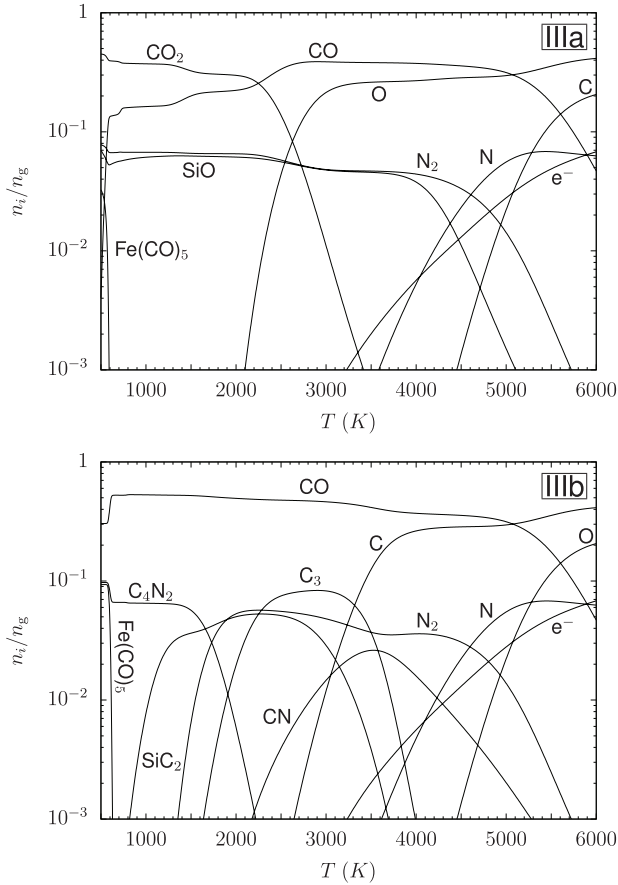 1
IIIa
CO₂
CO
O
C
10⁻¹
N₂
N
SiO
e⁻
nᵢ/n_g
10⁻²
Fe(CO)₅
10⁻³
1000 2000 3000 4000 5000 6000
T (K)
1
IIIb
CO
O
C
C₄N₂
C₃
10⁻¹
N₂
N
Fe(CO)₅
e⁻
nᵢ/n_g
CN
10⁻²
SiC₂
10⁻³
1000 2000 3000 4000 5000 6000
T (K)